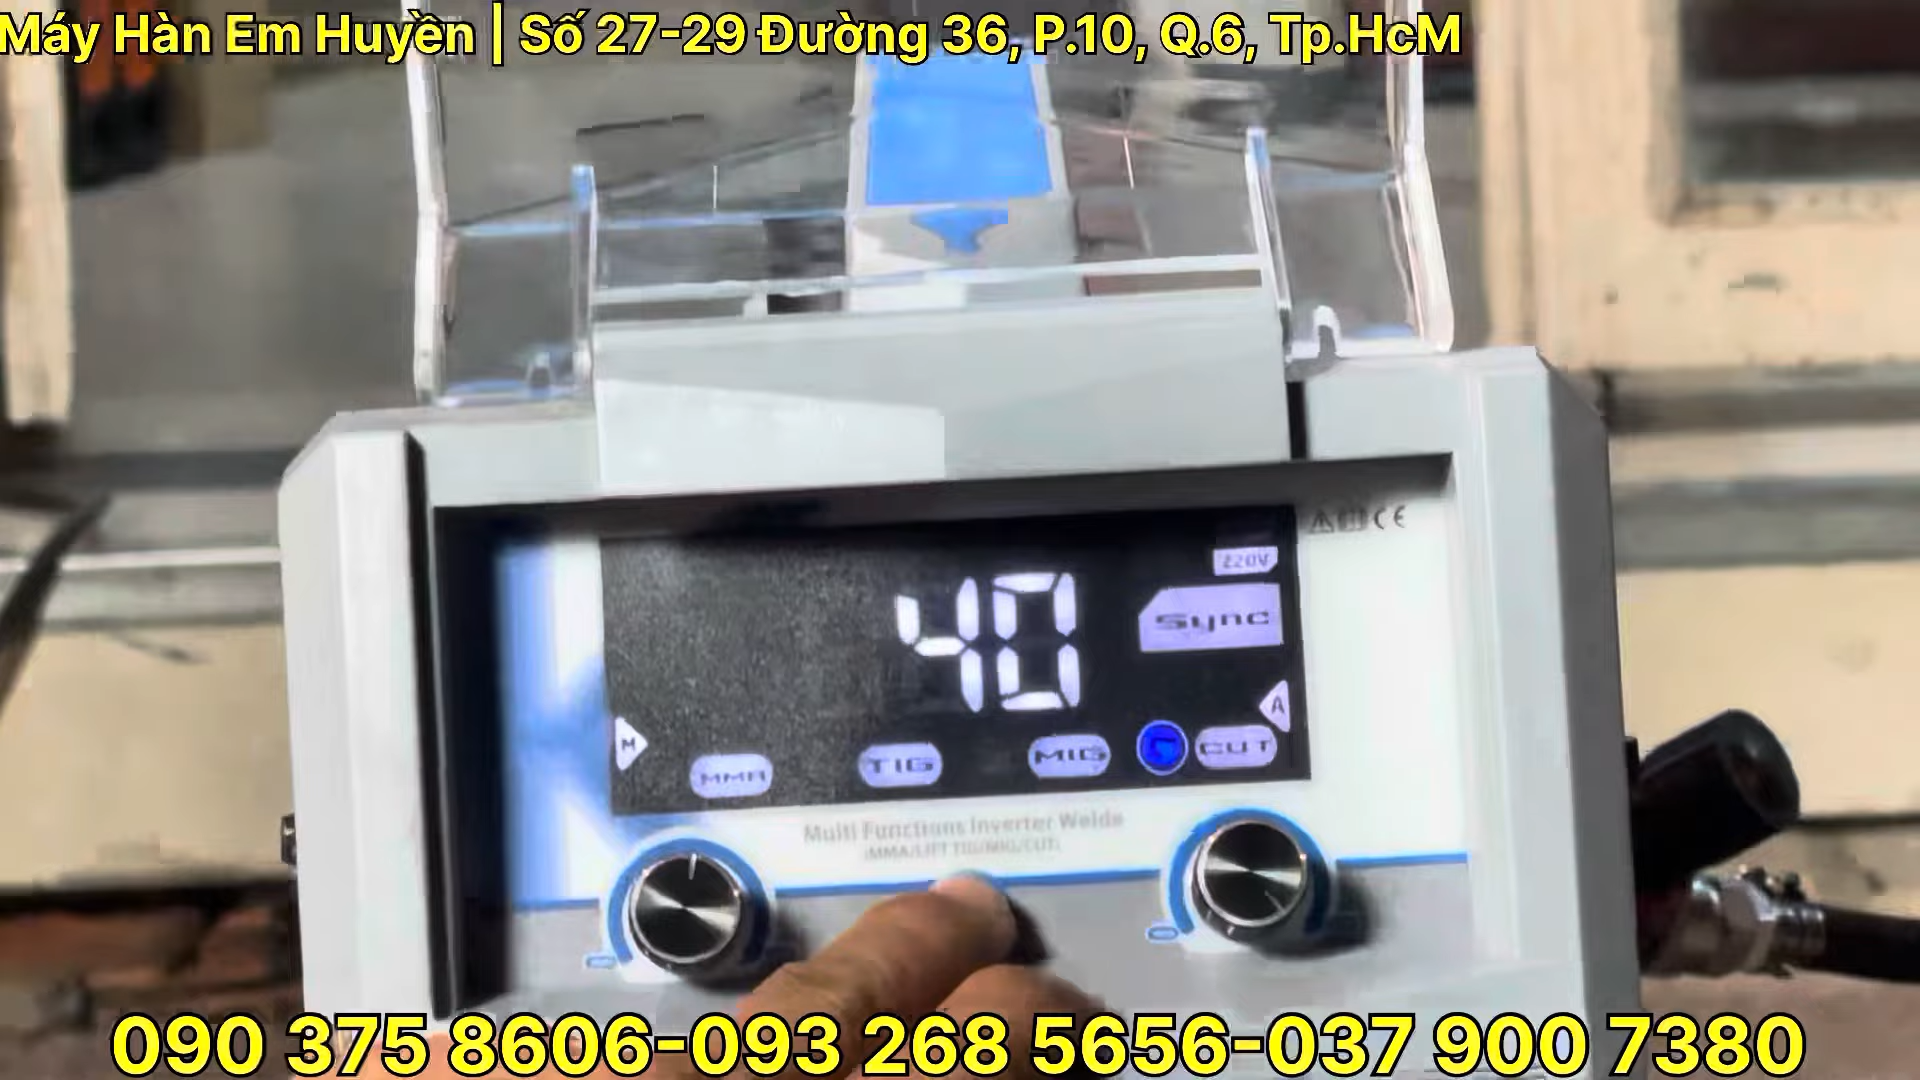 Máy Hàn Em Huyền | Số 27-29 Đường 36, P.10, Q.6, Tp.HcM
CE
220V
40
Sync
M
A
MMA
TIG
MIG
CUT
Multi Functions Inverter Welde
(MMA/LIFT TIG/MIG/CUT)
090 375 8606-093 268 5656-037 900 7380